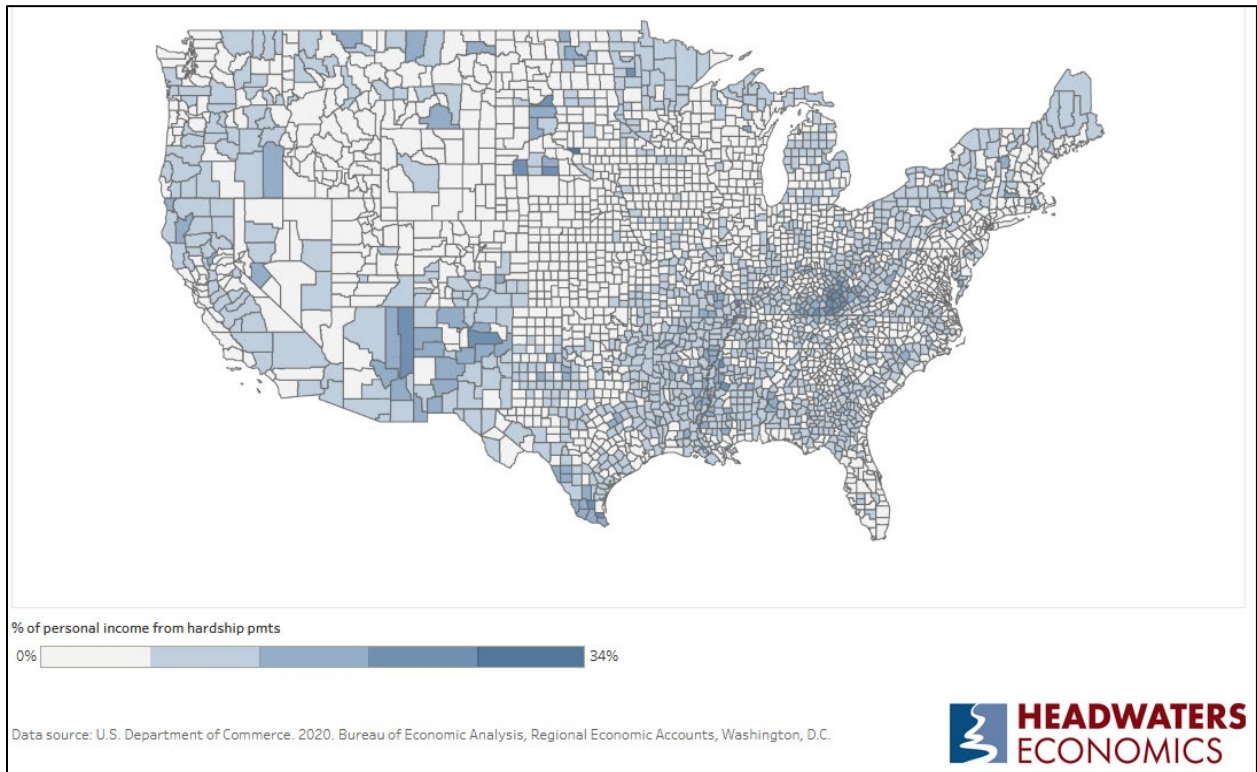 % of personal income from hardship pmts
0% 34%
Data source: U.S. Department of Commerce. 2020. Bureau of Economic Analysis, Regional Economic Accounts, Washington, D.C.
HEADWATERS
ECONOMICS